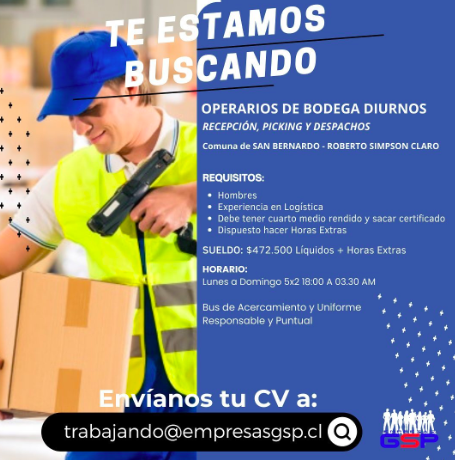 TE ESTAMOS
BUSCANDO
OPERARIOS DE BODEGA DIURNOS
RECEPCIÓN, PICKING Y DESPACHOS
Comuna de SAN BERNARDO - ROBERTO SIMPSON CLARO
REQUISITOS:
• Hombres
• Experiencia en Logística
• Debe tener cuarto medio rendido y sacar certificado
• Dispuesto hacer Horas Extras
SUELDO: $472.500 Líquidos + Horas Extras
HORARIO:
Lunes a Domingo 5x2 18:00 A 03.30 AM
Bus de Acercamiento y Uniforme
Responsable y Puntual
Envíanos tu CV a:
trabajando@empresasgsp.cl
GSP